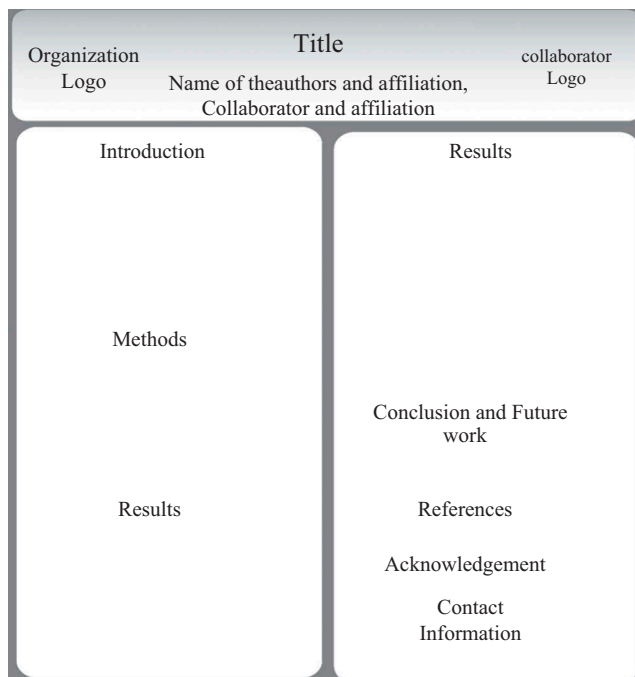 Organization
Logo
Title
Name of theauthors and affiliation,
Collaborator and affiliation
collaborator
Logo
Introduction
Methods
Results
Results
Conclusion and Future
work
References
Acknowledgement
Contact
Information